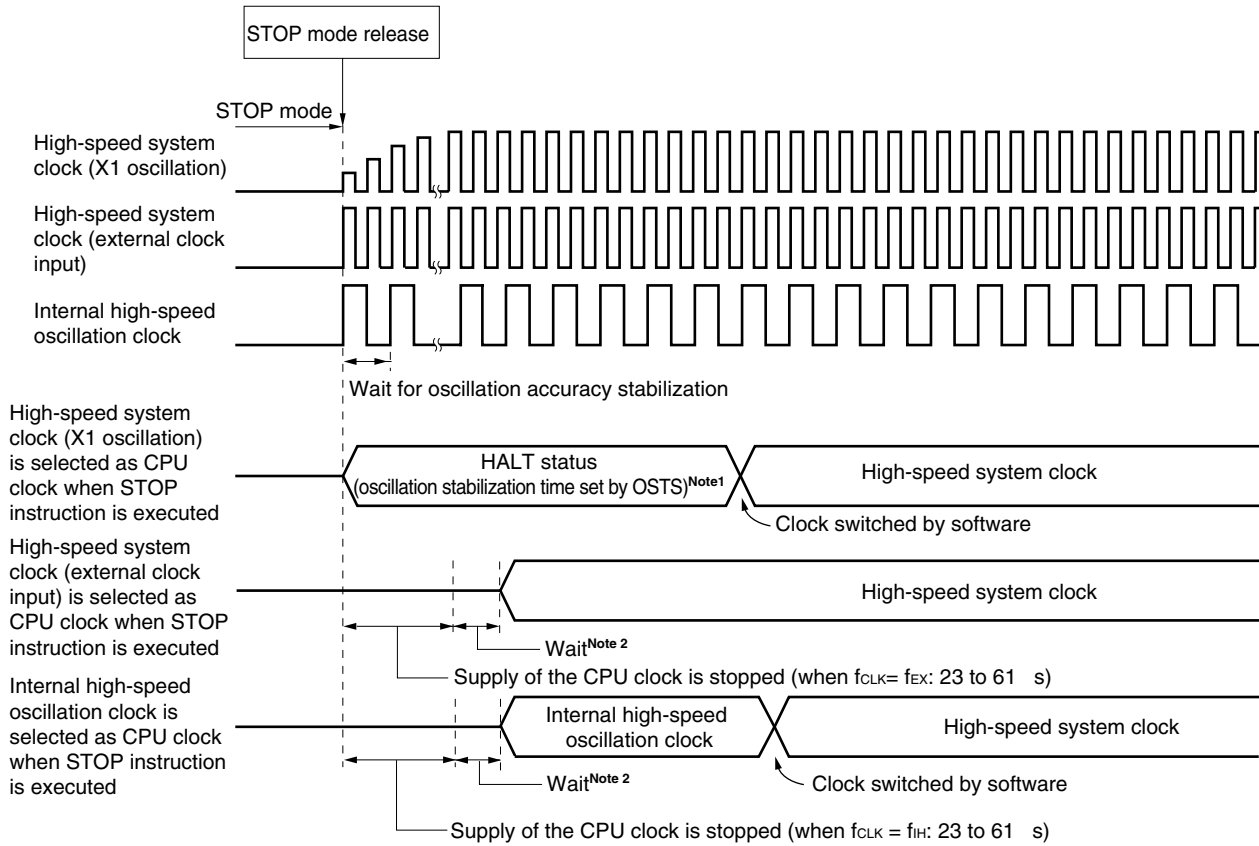 STOP mode release
STOP mode
High-speed system
clock (X1 oscillation)
High-speed system
clock (external clock
input)
Internal high-speed
oscillation clock
Wait for oscillation accuracy stabilization
High-speed system
clock (X1 oscillation)
is selected as CPU
clock when STOP
instruction is executed
HALT status
(oscillation stabilization time set by OSTS)Note1
High-speed system clock
Clock switched by software
High-speed system
clock (external clock
input) is selected as
CPU clock when STOP
instruction is executed
High-speed system clock
Wait Note 2
Supply of the CPU clock is stopped (when fCLK= fEX: 23 to 61 s)
Internal high-speed
oscillation clock is
selected as CPU clock
when STOP instruction
is executed
Internal high-speed
oscillation clock
High-speed system clock
Wait Note 2
Clock switched by software
Supply of the CPU clock is stopped (when fCLK = fIH: 23 to 61 s)